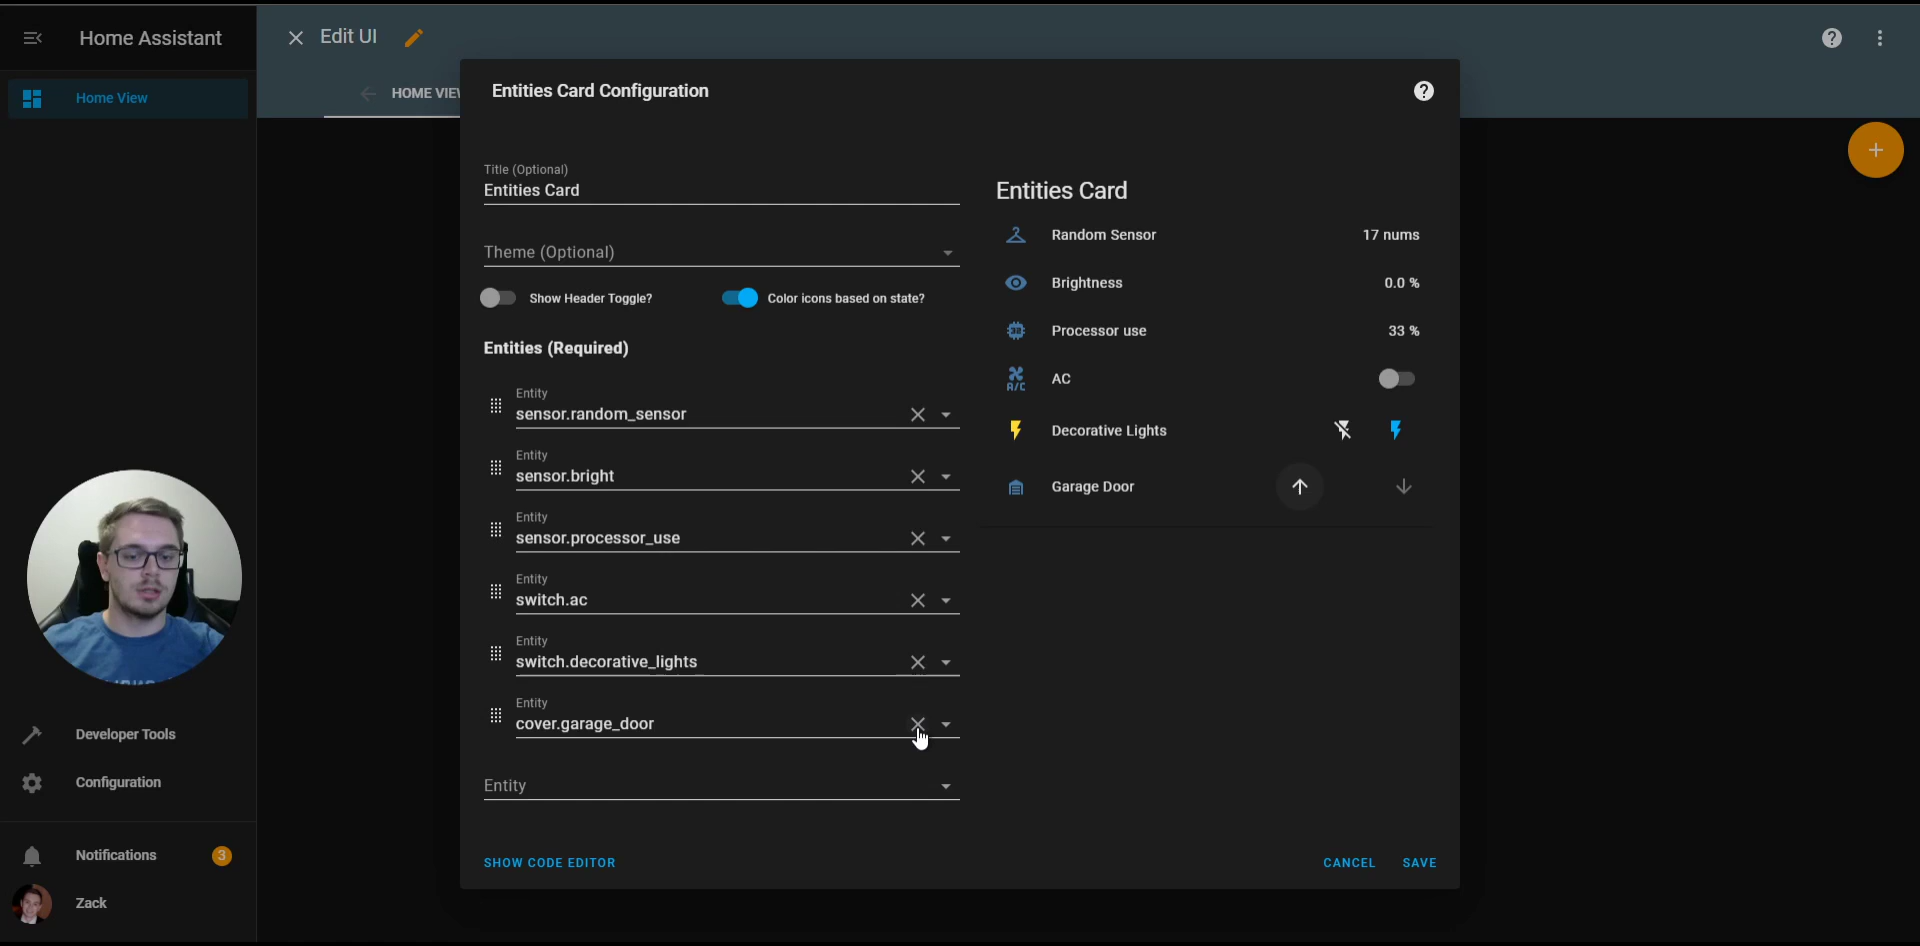 Home Assistant
Edit UI
Home View
HOME VIEW
Entities Card Configuration
Title (Optional)
Entities Card
Theme (Optional)
Show Header Toggle?
Color icons based on state?
Entities (Required)
Entity
sensor.random_sensor
Entity
sensor.bright
Entity
sensor.processor_use
Entity
switch.ac
Entity
switch.decorative_lights
Entity
cover.garage_door
Entity
SHOW CODE EDITOR
Entities Card
Random Sensor 17 nums
Brightness 0.0 %
Processor use 33 %
A/C AC
Decorative Lights
Garage Door
CANCEL SAVE
Developer Tools
Configuration
Notifications 3
Zack